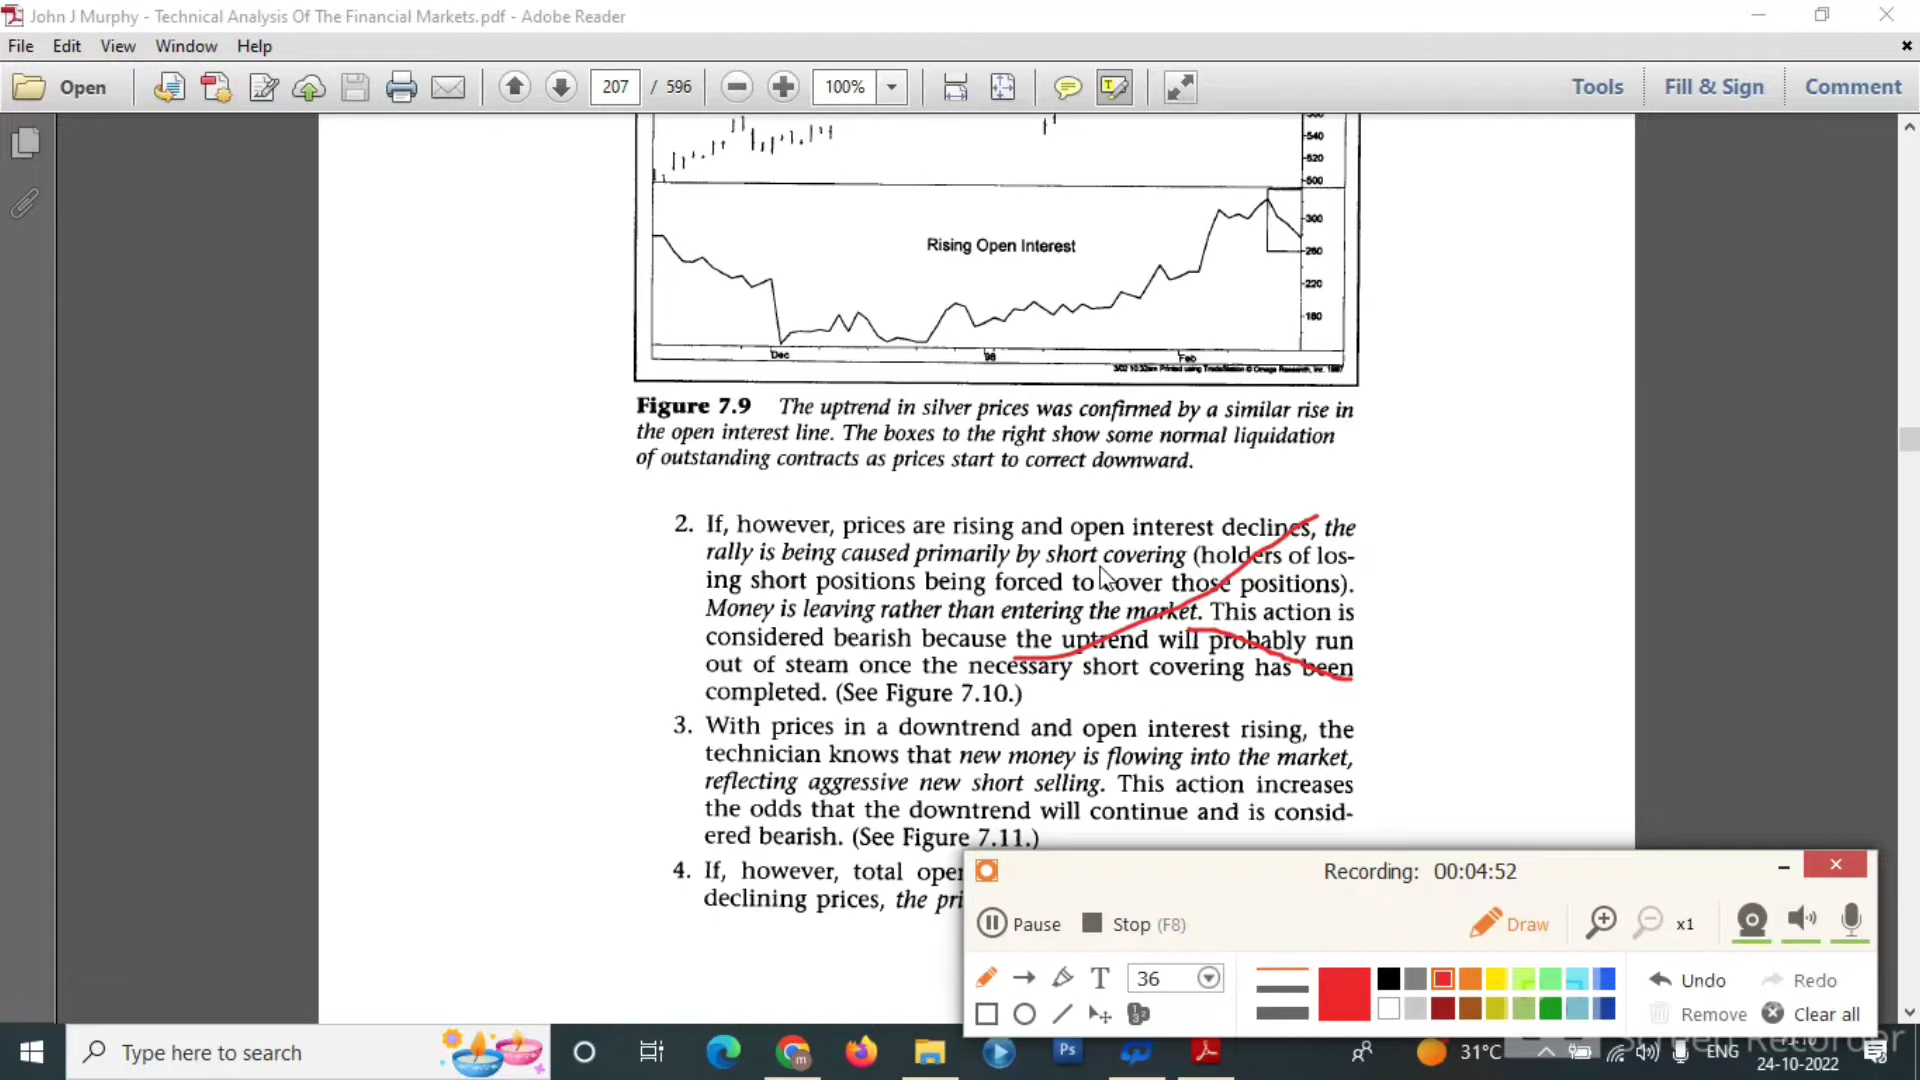 John J Murphy - Technical Analysis Of The Financial Markets.pdf - Adobe Reader
File Edit View Window Help
Open 207 / 596 100% Tools Fill & Sign Comment
540
520
500
Rising Open Interest
300
260
220
180
Dec 98 Feb
Figure 7.9 The uptrend in silver prices was confirmed by a similar rise in
the open interest line. The boxes to the right show some normal liquidation
of outstanding contracts as prices start to correct downward.
2. If, however, prices are rising and open interest declines, the
rally is being caused primarily by short covering (holders of los-
ing short positions being forced to cover those positions).
Money is leaving rather than entering the market. This action is
considered bearish because the uptrend will probably run
out of steam once the necessary short covering has been
completed. (See Figure 7.10.)
3. With prices in a downtrend and open interest rising, the
technician knows that new money is flowing into the market,
reflecting aggressive new short selling. This action increases
the odds that the downtrend will continue and is consid-
ered bearish. (See Figure 7.11.)
4. If, however, total open
declining prices, the pri
Recording: 00:04:52
Pause Stop (F8) Draw x1
T 36 Undo Redo
Remove Clear all
Type here to search
Ps 31°C ENG
24-10-2022